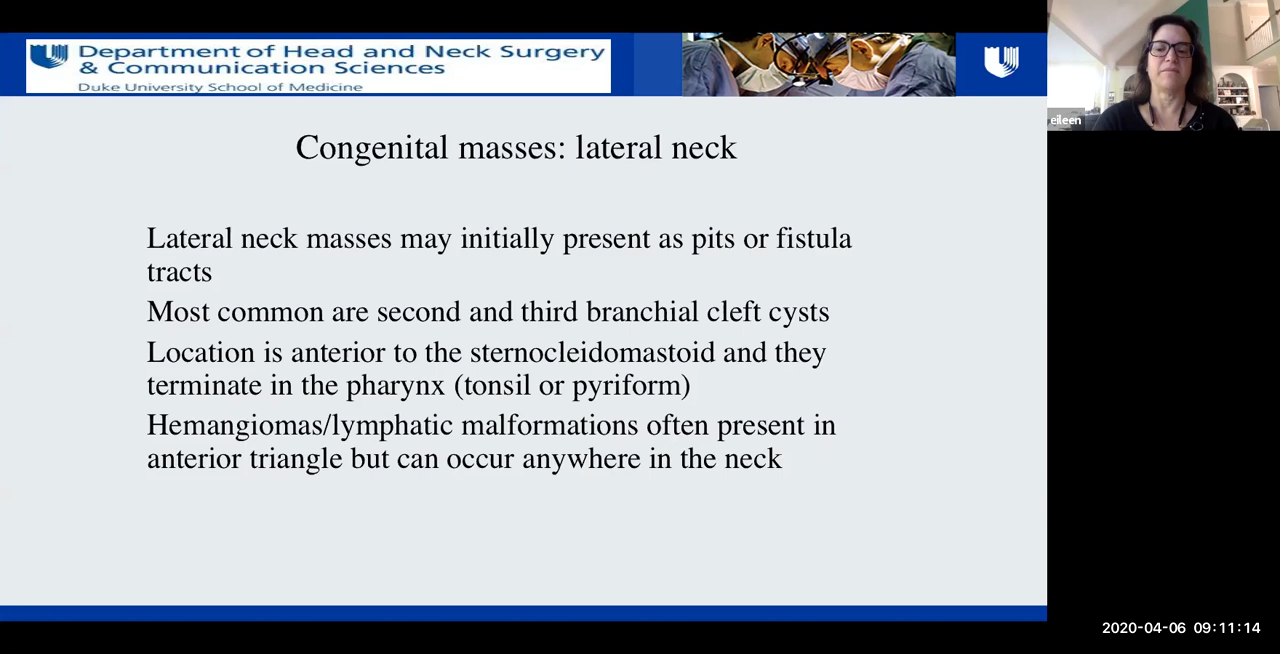 Department of Head and Neck Surgery
& Communication Sciences
Duke University School of Medicine
eileen
Congenital masses: lateral neck
Lateral neck masses may initially present as pits or fistula
tracts
Most common are second and third branchial cleft cysts
Location is anterior to the sternocleidomastoid and they
terminate in the pharynx (tonsil or pyriform)
Hemangiomas/lymphatic malformations often present in
anterior triangle but can occur anywhere in the neck
2020-04-06 09:11:14